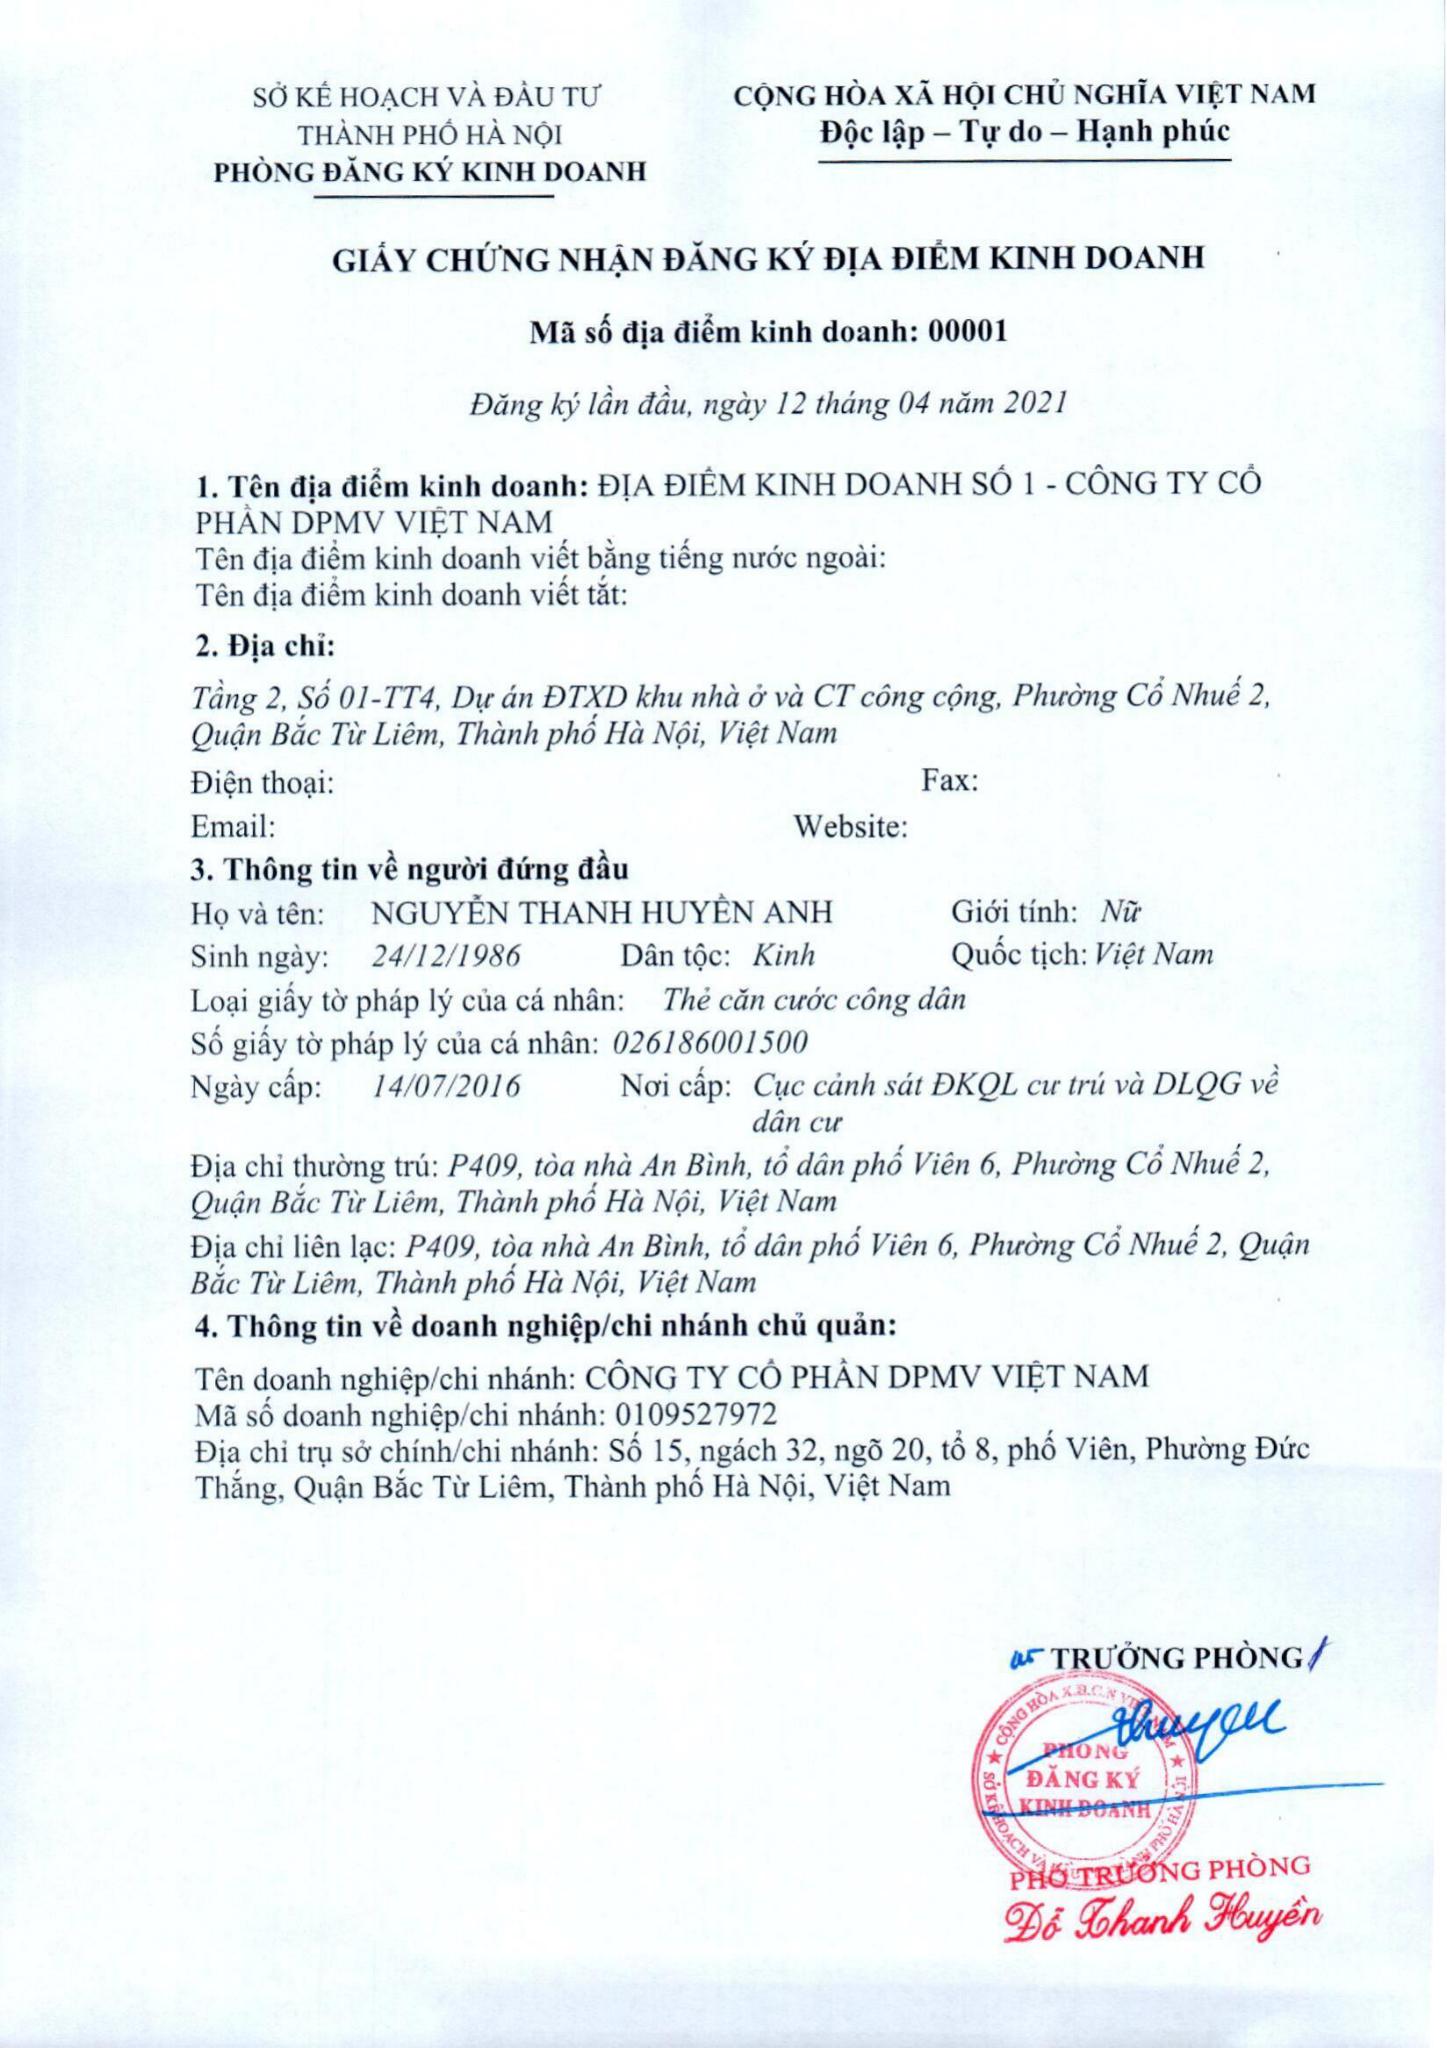 SỞ KẾ HOẠCH VÀ ĐẦU TƯ
THÀNH PHỐ HÀ NỘI
PHÒNG ĐĂNG KÝ KINH DOANH
CỘNG HÒA XÃ HỘI CHỦ NGHĨA VIỆT NAM
Độc lập – Tự do – Hạnh phúc
GIẤY CHỨNG NHẬN ĐĂNG KÝ ĐỊA ĐIỂM KINH DOANH
Mã số địa điểm kinh doanh: 00001
Đăng ký lần đầu, ngày 12 tháng 04 năm 2021
1. Tên địa điểm kinh doanh: ĐỊA ĐIỂM KINH DOANH SỐ 1 - CÔNG TY CỔ
PHẦN DPMV VIỆT NAM
Tên địa điểm kinh doanh viết bằng tiếng nước ngoài:
Tên địa điểm kinh doanh viết tắt:
2. Địa chỉ:
Tầng 2, Số 01-TT4, Dự án ĐTXD khu nhà ở và CT công cộng, Phường Cổ Nhuế 2,
Quận Bắc Từ Liêm, Thành phố Hà Nội, Việt Nam
Điện thoại: Fax:
Email: Website:
3. Thông tin về người đứng đầu
Họ và tên: NGUYỄN THANH HUYỀN ANH Giới tính: Nữ
Sinh ngày: 24/12/1986 Dân tộc: Kinh Quốc tịch: Việt Nam
Loại giấy tờ pháp lý của cá nhân: Thẻ căn cước công dân
Số giấy tờ pháp lý của cá nhân: 026186001500
Ngày cấp: 14/07/2016 Nơi cấp: Cục cảnh sát ĐKQL cư trú và DLQG về
dân cư
Địa chỉ thường trú: P409, tòa nhà An Bình, tổ dân phố Viên 6, Phường Cổ Nhuế 2,
Quận Bắc Từ Liêm, Thành phố Hà Nội, Việt Nam
Địa chỉ liên lạc: P409, tòa nhà An Bình, tổ dân phố Viên 6, Phường Cổ Nhuế 2, Quận
Bắc Từ Liêm, Thành phố Hà Nội, Việt Nam
4. Thông tin về doanh nghiệp/chi nhánh chủ quản:
Tên doanh nghiệp/chi nhánh: CÔNG TY CỔ PHẦN DPMV VIỆT NAM
Mã số doanh nghiệp/chi nhánh: 0109527972
Địa chỉ trụ sở chính/chi nhánh: Số 15, ngách 32, ngõ 20, tổ 8, phố Viên, Phường Đức
Thắng, Quận Bắc Từ Liêm, Thành phố Hà Nội, Việt Nam
TRƯỞNG PHÒNG
CỘNG HÒA X.H.C.N VIỆT NAM
PHÒNG
ĐĂNG KÝ
KINH DOANH
SỞ KẾ HOẠCH VÀ ĐẦU TƯ THÀNH PHỐ HÀ NỘI
PHÓ TRƯỞNG PHÒNG
Đỗ Thanh Huyền